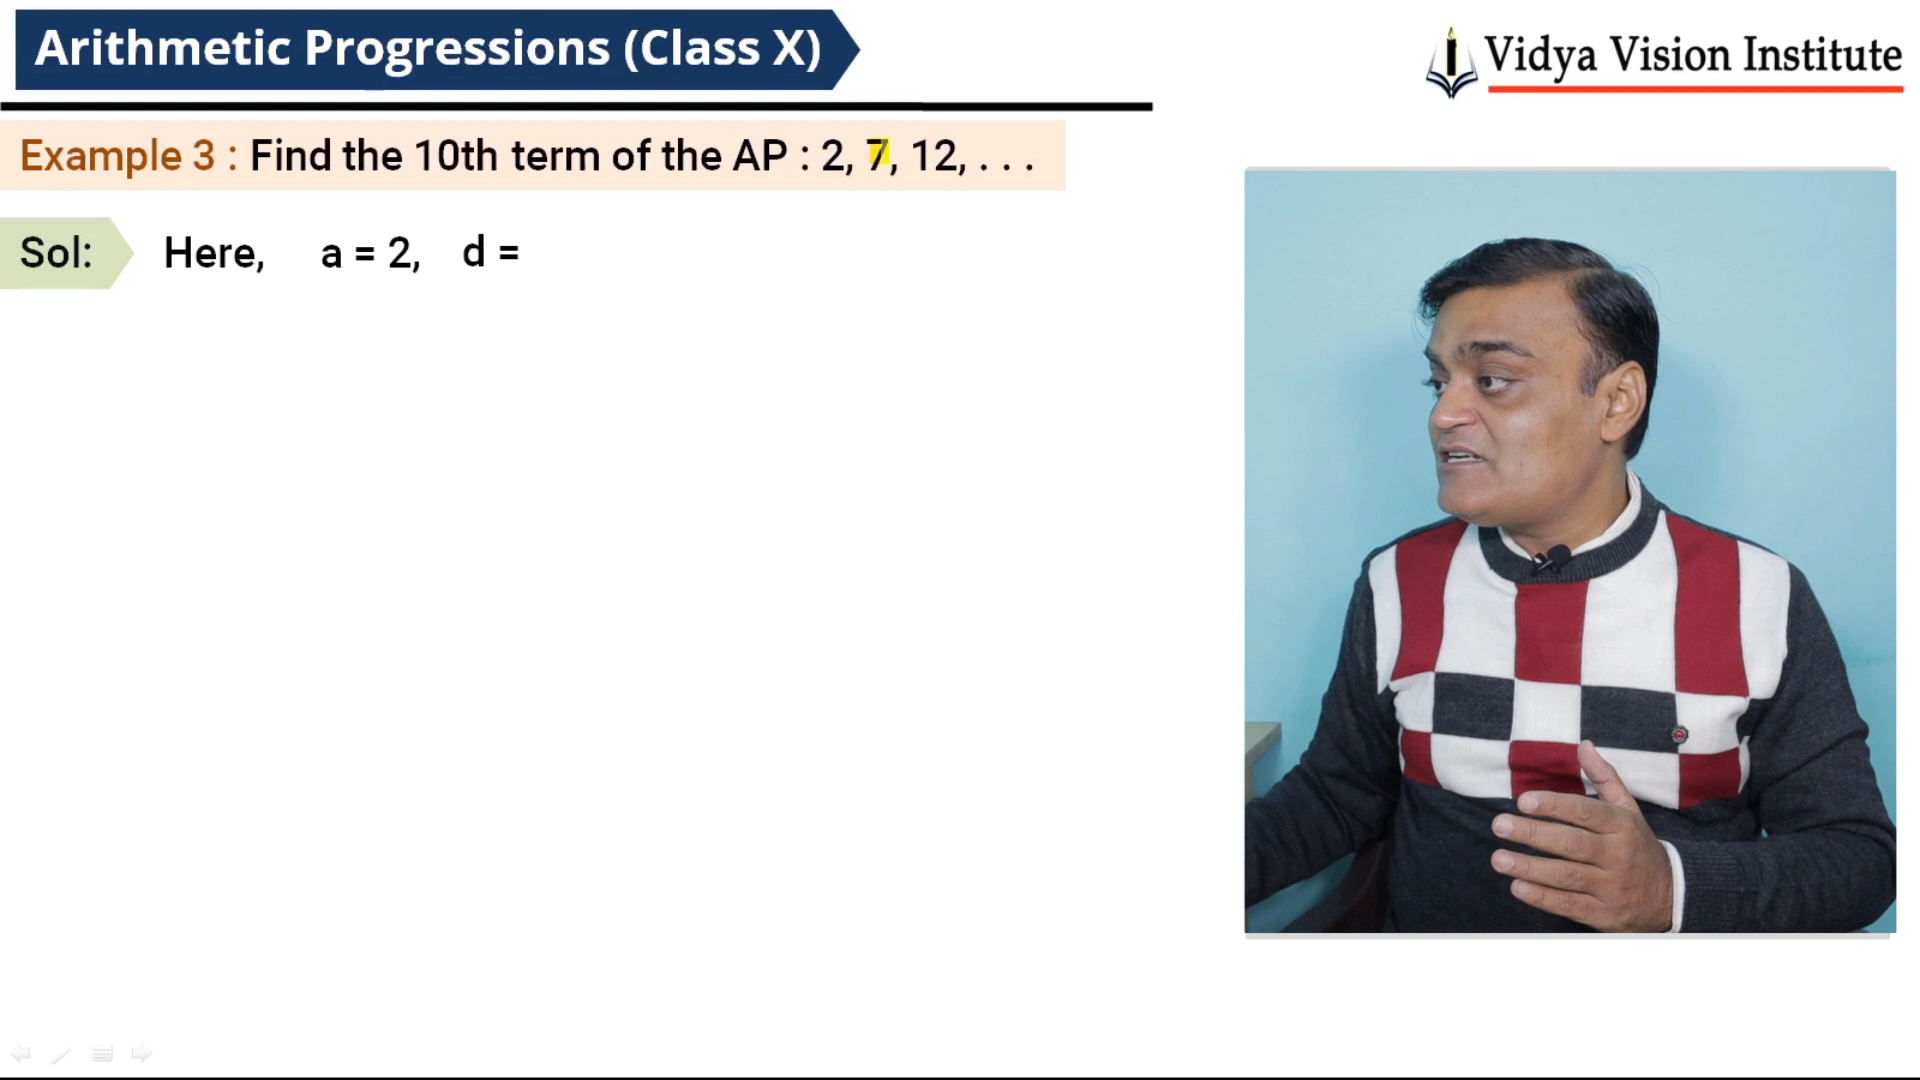 Arithmetic Progressions (Class X)
Vidya Vision Institute
Example 3 : Find the 10th term of the AP : 2, 7, 12, . . .
Sol: Here, a = 2, d =